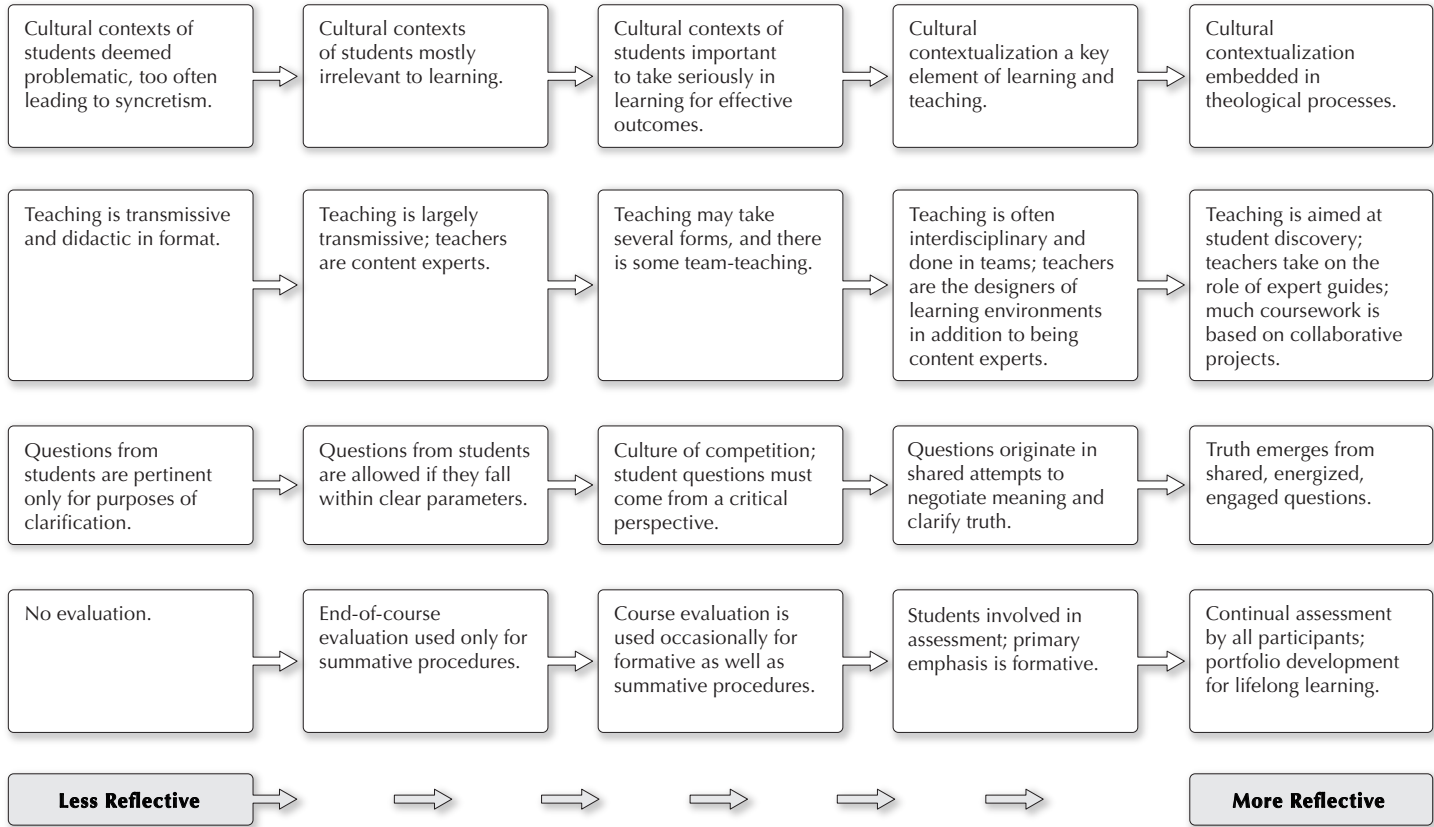 Cultural contexts of
students deemed
problematic, too often
leading to syncretism.
Cultural contexts
of students mostly
irrelevant to learning.
Cultural contexts of
students important
to take seriously in
learning for effective
outcomes.
Cultural
contextualization a key
element of learning and
teaching.
Cultural
contextualization
embedded in
theological processes.
Teaching is transmissive
and didactic in format.
Teaching is largely
transmissive; teachers
are content experts.
Teaching may take
several forms, and there
is some team-teaching.
Teaching is often
interdisciplinary and
done in teams; teachers
are the designers of
learning environments
in addition to being
content experts.
Teaching is aimed at
student discovery;
teachers take on the
role of expert guides;
much coursework is
based on collaborative
projects.
Questions from
students are pertinent
only for purposes of
clarification.
Questions from students
are allowed if they fall
within clear parameters.
Culture of competition;
student questions must
come from a critical
perspective.
Questions originate in
shared attempts to
negotiate meaning and
clarify truth.
Truth emerges from
shared, energized,
engaged questions.
No evaluation.
End-of-course
evaluation used only for
summative procedures.
Course evaluation is
used occasionally for
formative as well as
summative procedures.
Students involved in
assessment; primary
emphasis is formative.
Continual assessment
by all participants;
portfolio development
for lifelong learning.
Less Reflective
More Reflective